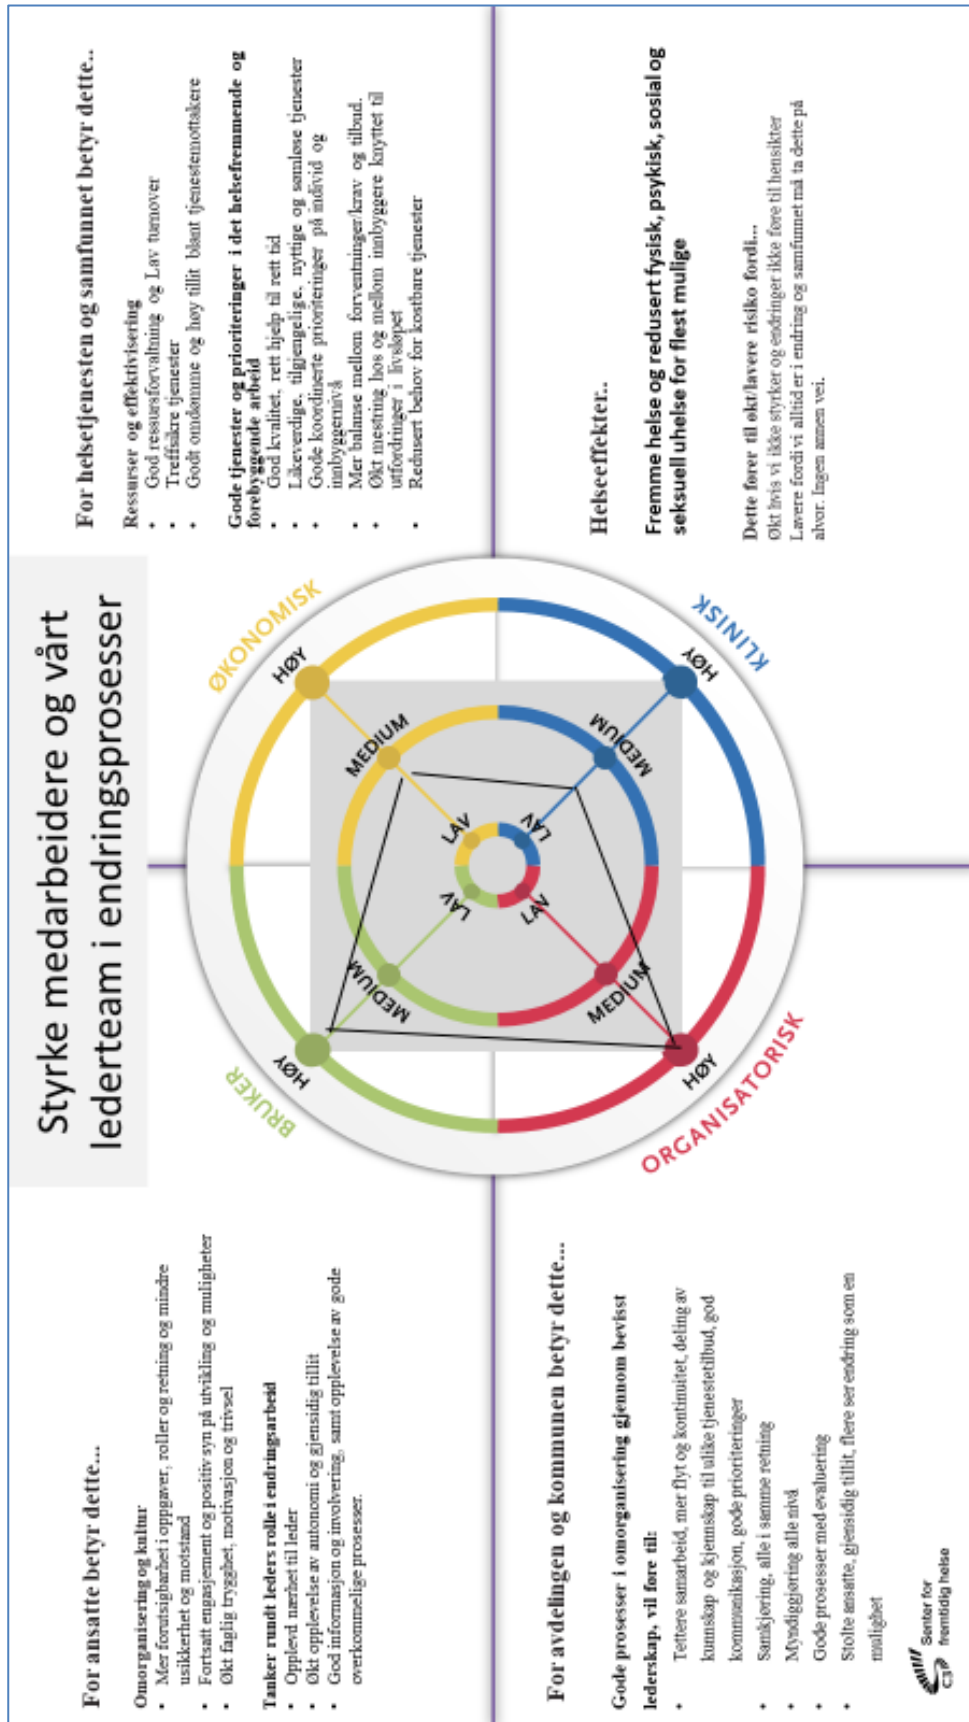 Styrke medarbeidere og vårt
lederteam i endringsprosesser
For ansatte betyr dette...
Omorganisering og kultur
• Mer forutsigbarhet i oppgaver, roller og retning og mindre
usikkerhet og motstand
• Fortsatt engasjement og positiv syn på utvikling og muligheter
• Økt faglig trygghet, motivasjon og trivsel
Tanker rundt leders rolle i endringsarbeid
• Opplevd nærhet til leder
• Økt opplevelse av autonomi og gjensidig tillit
• God informasjon og involvering, samt opplevelse av gode
overkommelige prosesser.
For helsetjenesten og samfunnet betyr dette..
Ressurser og effektivisering
• God ressursforvaltning og Lav turnover
• Treffsikre tjenester
• Godt omdømme og høy tillit blant tjenestemottakere
Gode tjenester og prioriteringer i det helsefremmende og
forebyggende arbeid
• God kvalitet, rett hjelp til rett tid
• Likeverdige, tilgjengelige, nyttige og sømløse tjenester
• Gode koordinerte prioriteringer på individ og
innbyggernivå
• Mer balanse mellom forventninger/krav og tilbud.
• Økt mestring hos og mellom innbyggere knyttet til
utfordringer i livsløpet
• Redusert behov for kostbare tjenester
BRUKER
HØY
MEDIUM
LAV
ØKONOMISK
HØY
MEDIUM
LAV
ORGANISATORISK
HØY
MEDIUM
LAV
KLINISK
HØY
MEDIUM
LAV
For avdelingen og kommunen betyr dette...
Gode prosesser i omorganisering gjennom bevisst
lederskap, vil føre til:
• Tettere samarbeid, mer flyt og kontinuitet, deling av
kunnskap og kjennskap til ulike tjenestetilbud, god
kommunikasjon, gode prioriteringer
• Samkjøring, alle i samme retning
• Myndiggjøring alle nivå
• Gode prosesser med evaluering
• Stolte ansatte, gjensidig tillit, flere ser endring som en
mulighet
Helseeffekter..
Fremme helse og redusert fysisk, psykisk, sosial og
seksuell uhelse for flest mulige
Dette fører til økt/lavere risiko fordi...
Økt hvis vi ikke styrker og endringer ikke føre til hensikter
Lavere fordi vi alltid er i endring og samfunnet må ta dette på
alvor. Ingen annen vei.
Senter for
fremtidig helse